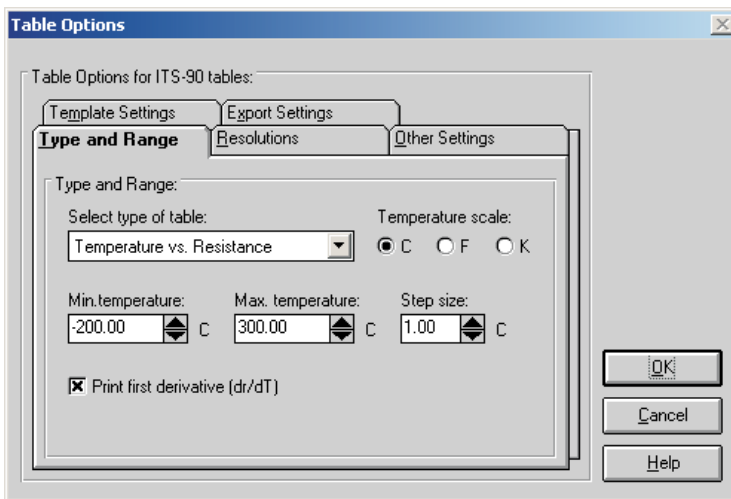 Table Options
Table Options for ITS-90 tables:
Template Settings Export Settings
Type and Range Resolutions Other Settings
Type and Range:
Select type of table: Temperature scale:
Temperature vs. Resistance C F K
Min.temperature: Max. temperature: Step size:
-200.00 C 300.00 C 1.00 C
Print first derivative (dr/dT)
OK
Cancel
Help